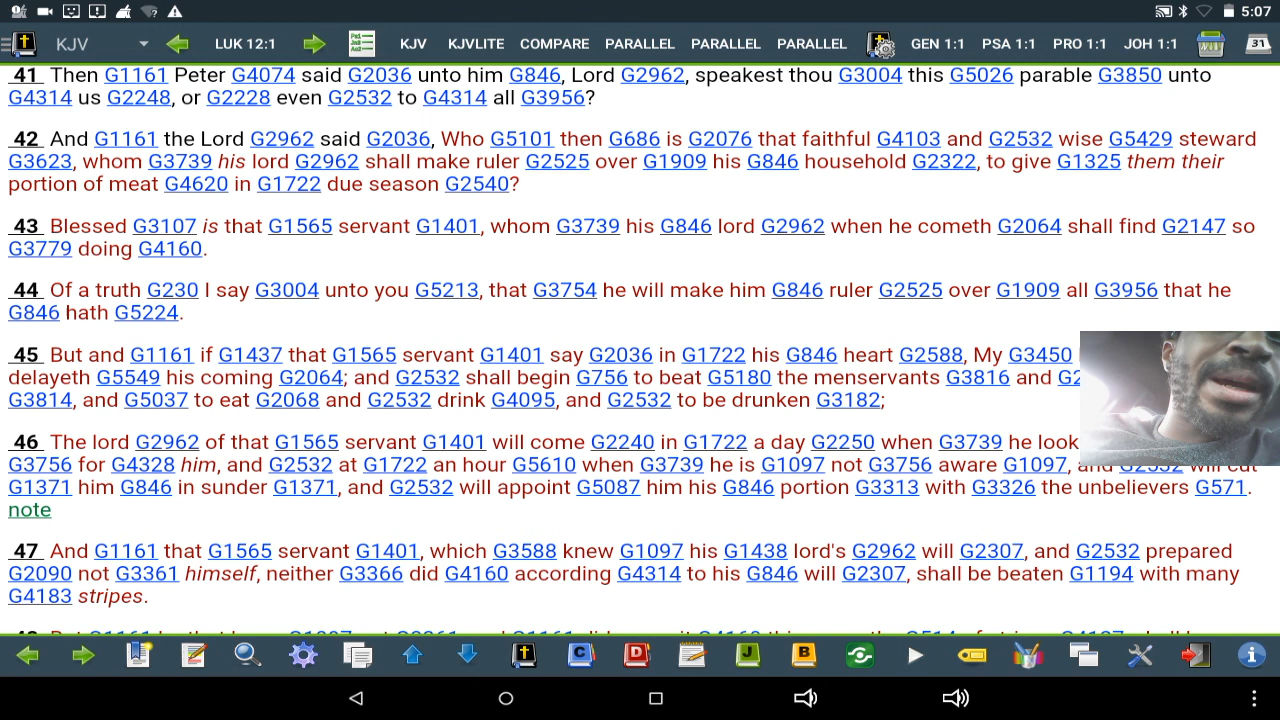 5:07
KJV LUK 12:1 KJV KJVLITE COMPARE PARALLEL PARALLEL PARALLEL GEN 1:1 PSA 1:1 PRO 1:1 JOH 1:1 31
41 Then G1161 Peter G4074 said G2036 unto him G846, Lord G2962, speakest thou G3004 this G5026 parable G3850 unto
G4314 us G2248, or G2228 even G2532 to G4314 all G3956?
42 And G1161 the Lord G2962 said G2036, Who G5101 then G686 is G2076 that faithful G4103 and G2532 wise G5429 steward
G3623, whom G3739 his lord G2962 shall make ruler G2525 over G1909 his G846 household G2322, to give G1325 them their
portion of meat G4620 in G1722 due season G2540?
43 Blessed G3107 is that G1565 servant G1401, whom G3739 his G846 lord G2962 when he cometh G2064 shall find G2147 so
G3779 doing G4160.
44 Of a truth G230 I say G3004 unto you G5213, that G3754 he will make him G846 ruler G2525 over G1909 all G3956 that he
G846 hath G5224.
45 But and G1161 if G1437 that G1565 servant G1401 say G2036 in G1722 his G846 heart G2588, My G3450
delayeth G5549 his coming G2064; and G2532 shall begin G756 to beat G5180 the menservants G3816 and
G3814, and G5037 to eat G2068 and G2532 drink G4095, and G2532 to be drunken G3182;
46 The lord G2962 of that G1565 servant G1401 will come G2240 in G1722 a day G2250 when G3739 he look
G3756 for G4328 him, and G2532 at G1722 an hour G5610 when G3739 he is G1097 not G3756 aware G1097, and G2532 will cut
G1371 him G846 in sunder G1371, and G2532 will appoint G5087 him his G846 portion G3313 with G3326 the unbelievers G571.
note
47 And G1161 that G1565 servant G1401, which G3588 knew G1097 his G1438 lord's G2962 will G2307, and G2532 prepared
G2090 not G3361 himself, neither G3366 did G4160 according G4314 to his G846 will G2307, shall be beaten G1194 with many
G4183 stripes.
C D J B